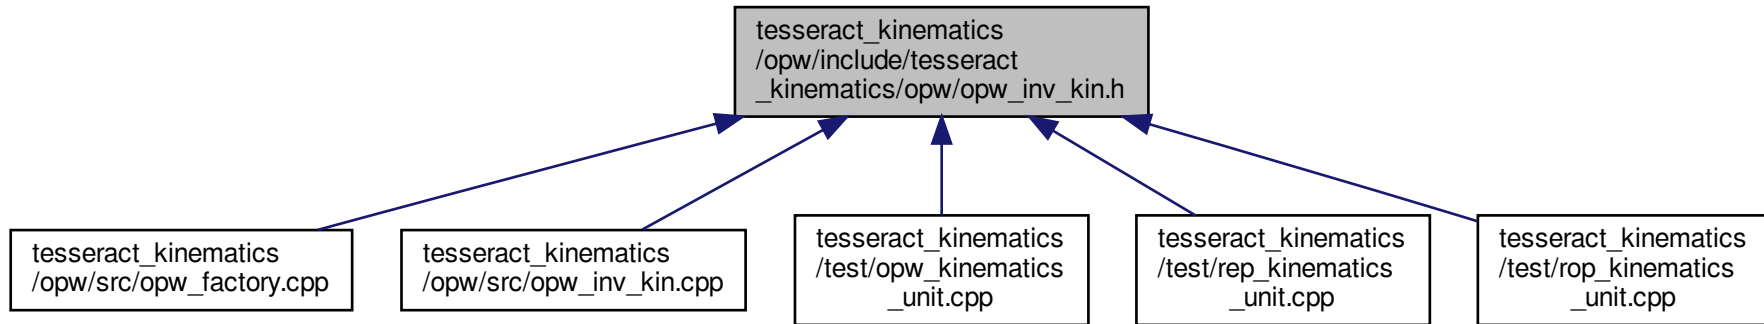 tesseract_kinematics
/opw/include/tesseract
_kinematics/opw/opw_inv_kin.h
tesseract_kinematics
/opw/src/opw_factory.cpp
tesseract_kinematics
/opw/src/opw_inv_kin.cpp
tesseract_kinematics
/test/opw_kinematics
_unit.cpp
tesseract_kinematics
/test/rep_kinematics
_unit.cpp
tesseract_kinematics
/test/rop_kinematics
_unit.cpp